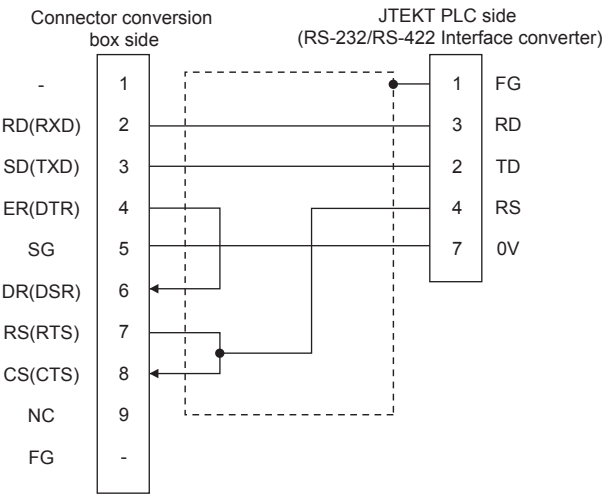 Connector conversion
box side
JTEKT PLC side
(RS-232/RS-422 Interface converter)
- 1 1 FG
RD(RXD) 2 3 RD
SD(TXD) 3 2 TD
ER(DTR) 4 4 RS
SG 5 7 0V
DR(DSR) 6
RS(RTS) 7
CS(CTS) 8
NC 9
FG -